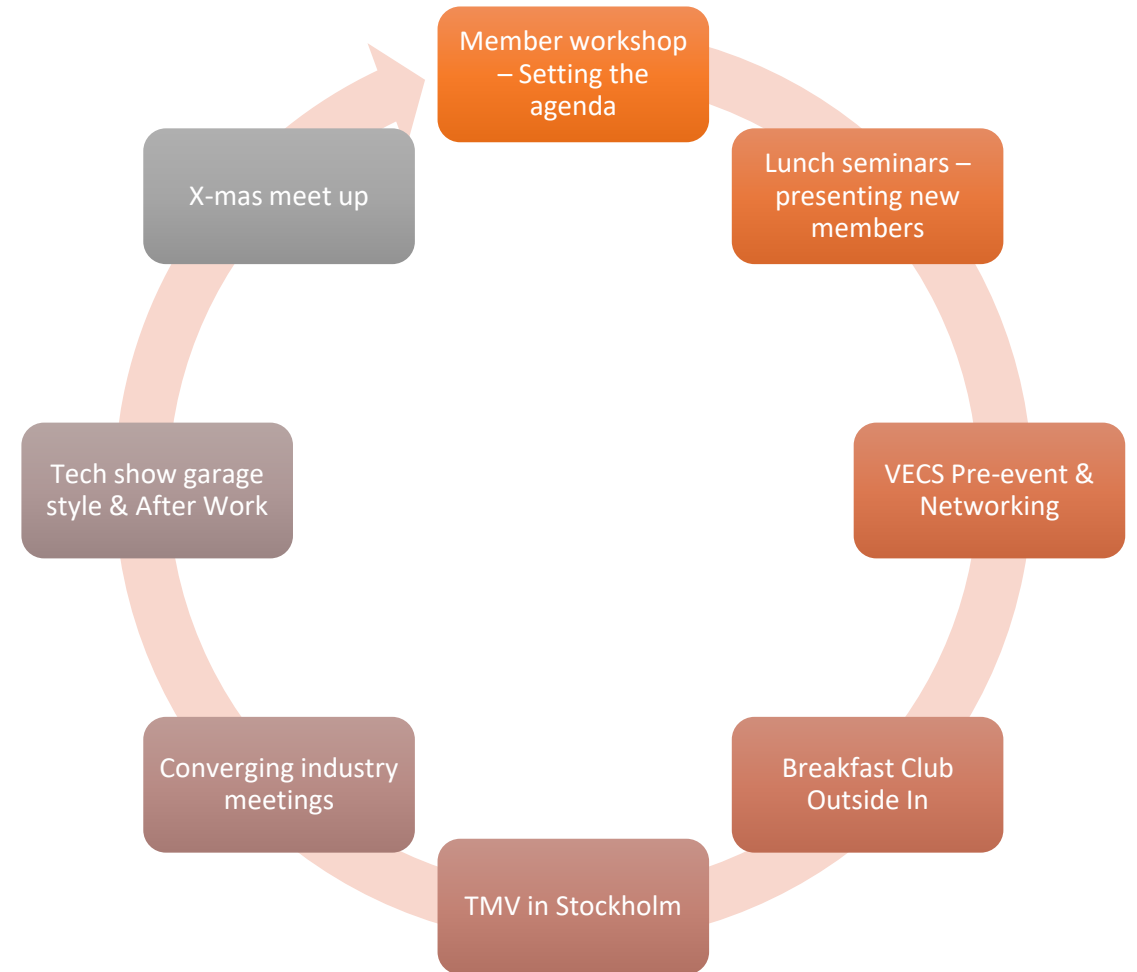 Member workshop
– Setting the
agenda
Lunch seminars –
presenting new
members
VECS Pre-event &
Networking
Breakfast Club
Outside In
TMV in Stockholm
Converging industry
meetings
Tech show garage
style & After Work
X-mas meet up